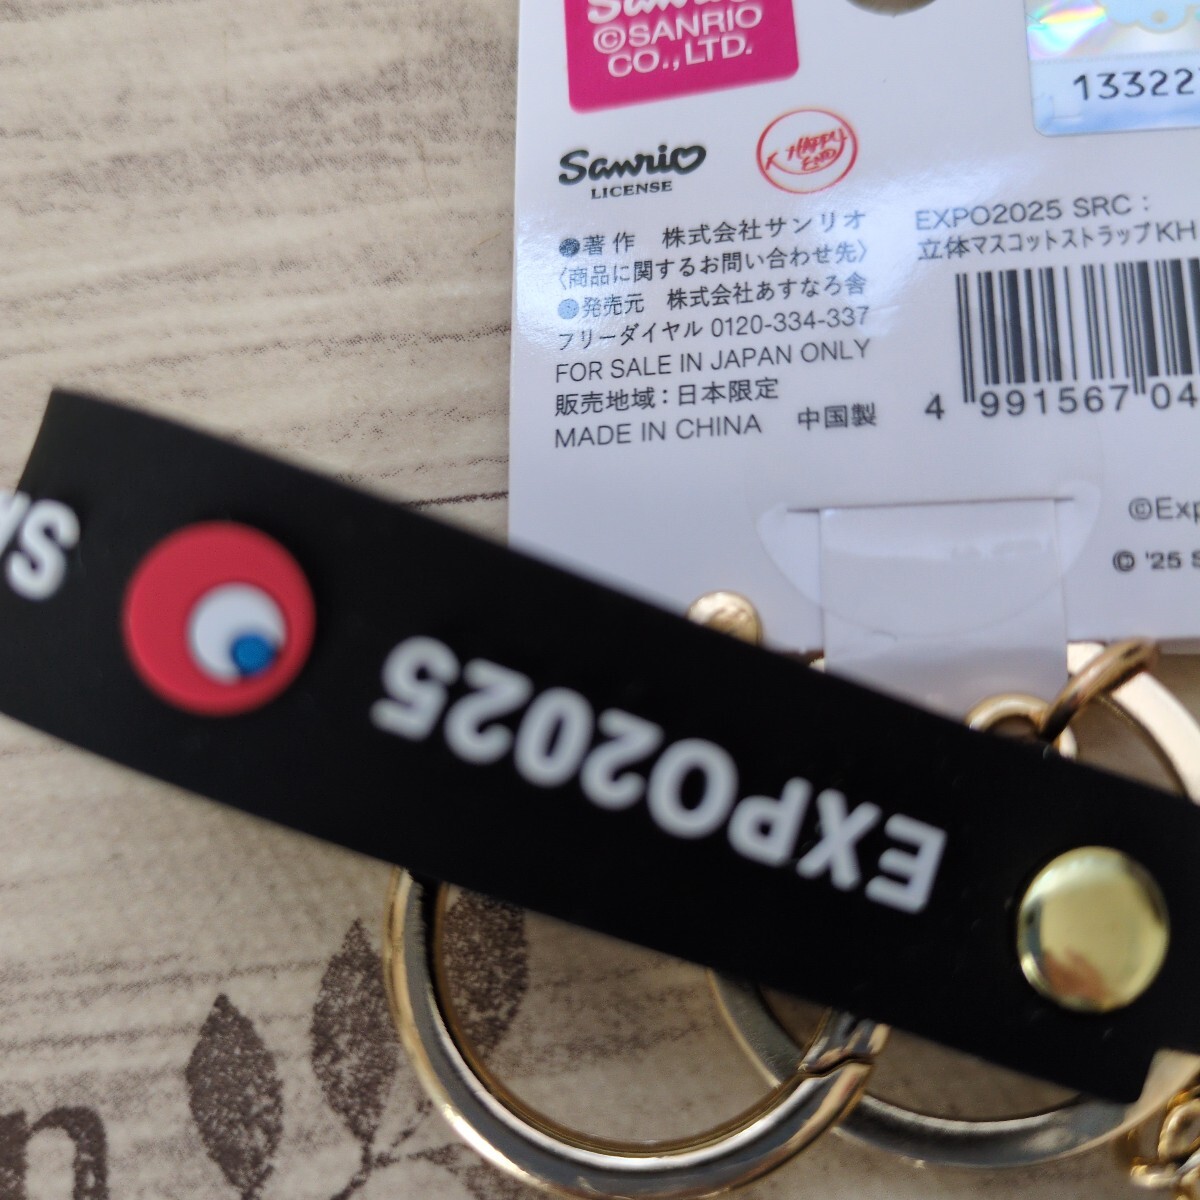 Sanrio
©SANRIO
CO.,LTD.
13322
Sanrio
LICENSE
HAPPY
END
●著作 株式会社サンリオ
〈商品に関するお問い合わせ先〉
●発売元 株式会社あすなろ舎
フリーダイヤル 0120-334-337
FOR SALE IN JAPAN ONLY
販売地域：日本限定
MADE IN CHINA 中国製
EXPO2025 SRC：
立体マスコットストラップKH
4 991567 04
©Exp
© '25 S
EXPO2025